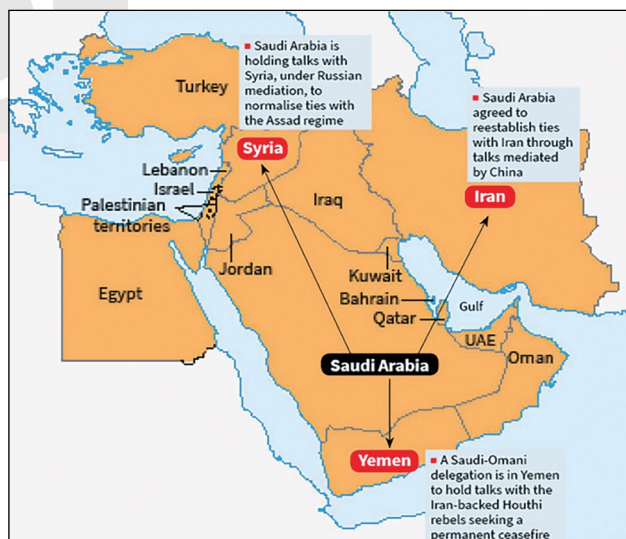 ▪ Saudi Arabia is
holding talks with
Syria, under Russian
mediation, to
normalise ties with
the Assad regime
▪ Saudi Arabia
agreed to
reestablish ties
with Iran through
talks mediated
by China
Turkey
Syria
Lebanon
Israel
Palestinian
territories
Iraq
Iran
Jordan
Kuwait
Egypt
Bahrain
Gulf
Qatar
UAE
Saudi Arabia
Oman
Yemen
▪ A Saudi-Omani
delegation is in Yemen
to hold talks with the
Iran-backed Houthi
rebels seeking a
permanent ceasefire